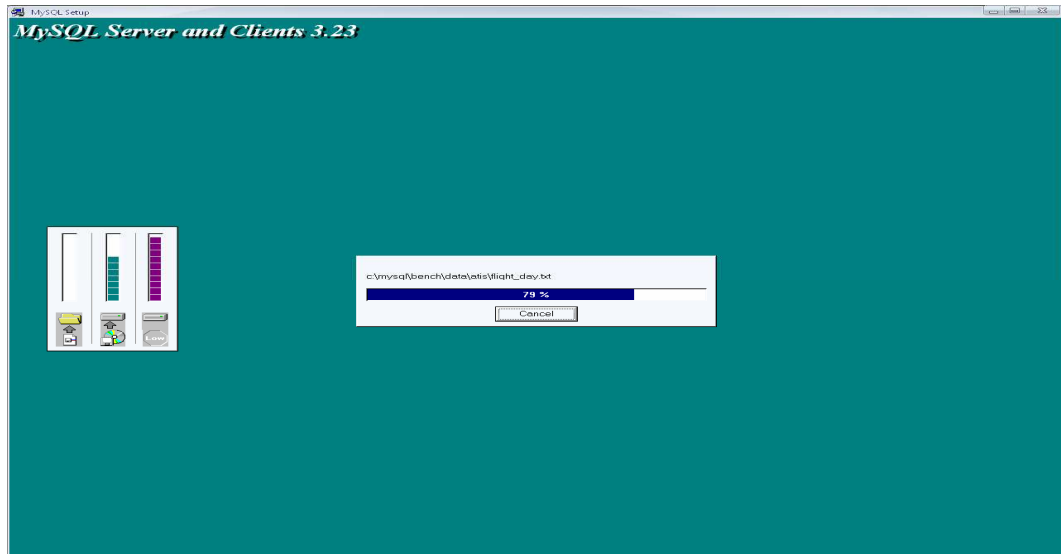 MySQL Setup
MySQL Server and Clients 3.23
c:\mysql\bench\data\atis\flight_day.txt
79 %
Cancel
Low